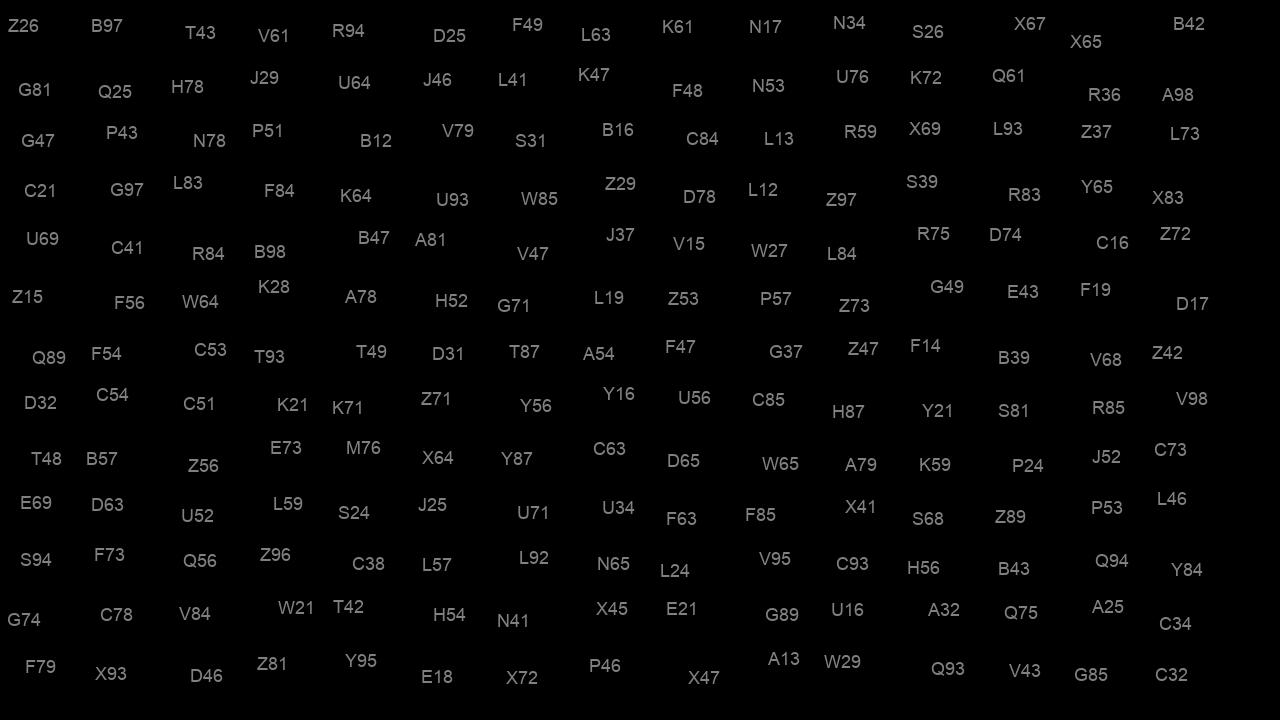 Z26 B97 T43 V61 R94 D25 F49 L63 K61 N17 N34 S26 X67 X65 B42
G81 Q25 H78 J29 U64 J46 L41 K47 F48 N53 U76 K72 Q61 R36 A98
G47 P43 N78 P51 B12 V79 S31 B16 C84 L13 R59 X69 L93 Z37 L73
C21 G97 L83 F84 K64 U93 W85 Z29 D78 L12 Z97 S39 R83 Y65 X83
U69 C41 R84 B98 B47 A81 V47 J37 V15 W27 L84 R75 D74 C16 Z72
Z15 F56 W64 K28 A78 H52 G71 L19 Z53 P57 Z73 G49 E43 F19 D17
Q89 F54 C53 T93 T49 D31 T87 A54 F47 G37 Z47 F14 B39 V68 Z42
D32 C54 C51 K21 K71 Z71 Y56 Y16 U56 C85 H87 Y21 S81 R85 V98
T48 B57 Z56 E73 M76 X64 Y87 C63 D65 W65 A79 K59 P24 J52 C73
E69 D63 U52 L59 S24 J25 U71 U34 F63 F85 X41 S68 Z89 P53 L46
S94 F73 Q56 Z96 C38 L57 L92 N65 L24 V95 C93 H56 B43 Q94 Y84
G74 C78 V84 W21 T42 H54 N41 X45 E21 G89 U16 A32 Q75 A25 C34
F79 X93 D46 Z81 Y95 E18 X72 P46 X47 A13 W29 Q93 V43 G85 C32